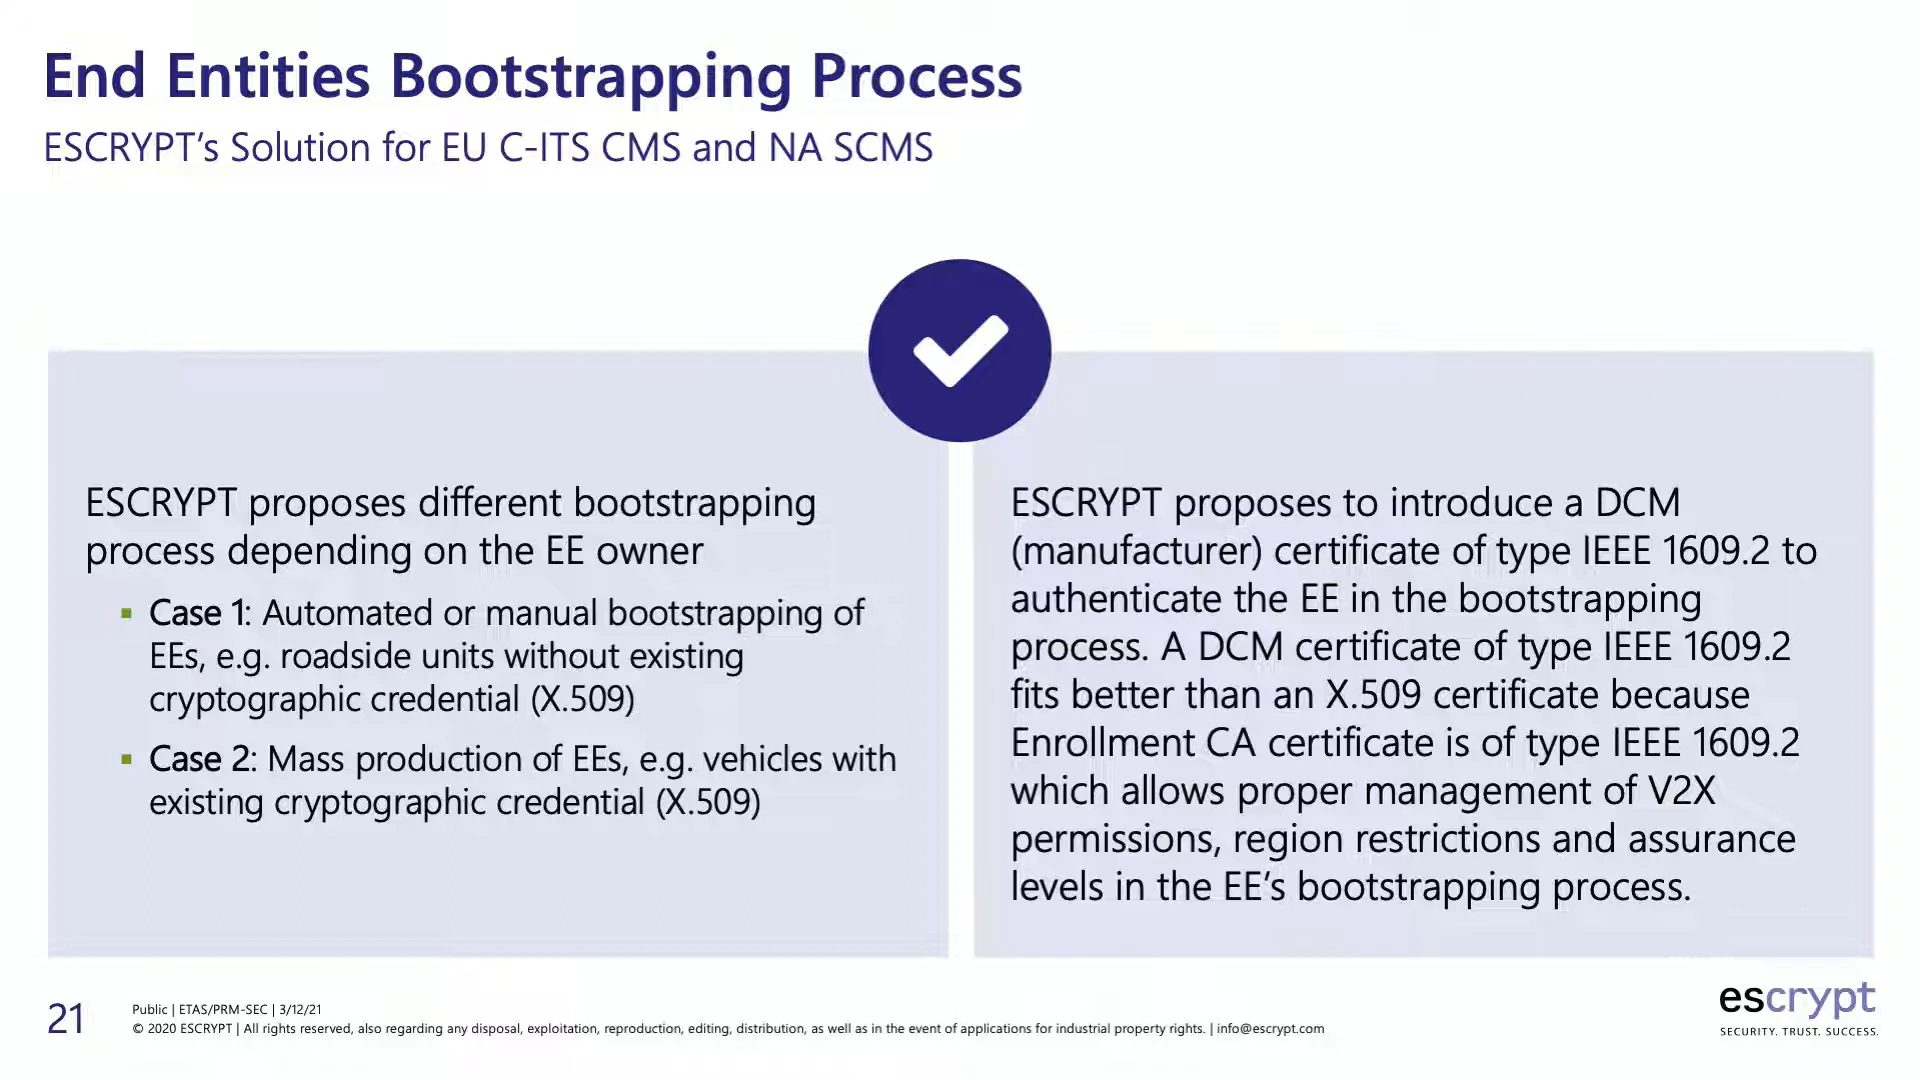 End Entities Bootstrapping Process
ESCRYPT’s Solution for EU C-ITS CMS and NA SCMS
ESCRYPT proposes different bootstrapping
process depending on the EE owner
▪ Case 1: Automated or manual bootstrapping of
EEs, e.g. roadside units without existing
cryptographic credential (X.509)
▪ Case 2: Mass production of EEs, e.g. vehicles with
existing cryptographic credential (X.509)
ESCRYPT proposes to introduce a DCM
(manufacturer) certificate of type IEEE 1609.2 to
authenticate the EE in the bootstrapping
process. A DCM certificate of type IEEE 1609.2
fits better than an X.509 certificate because
Enrollment CA certificate is of type IEEE 1609.2
which allows proper management of V2X
permissions, region restrictions and assurance
levels in the EE’s bootstrapping process.
21
Public | ETAS/PRM-SEC | 3/12/21
© 2020 ESCRYPT | All rights reserved, also regarding any disposal, exploitation, reproduction, editing, distribution, as well as in the event of applications for industrial property rights. | info@escrypt.com
escrypt
SECURITY. TRUST. SUCCESS.